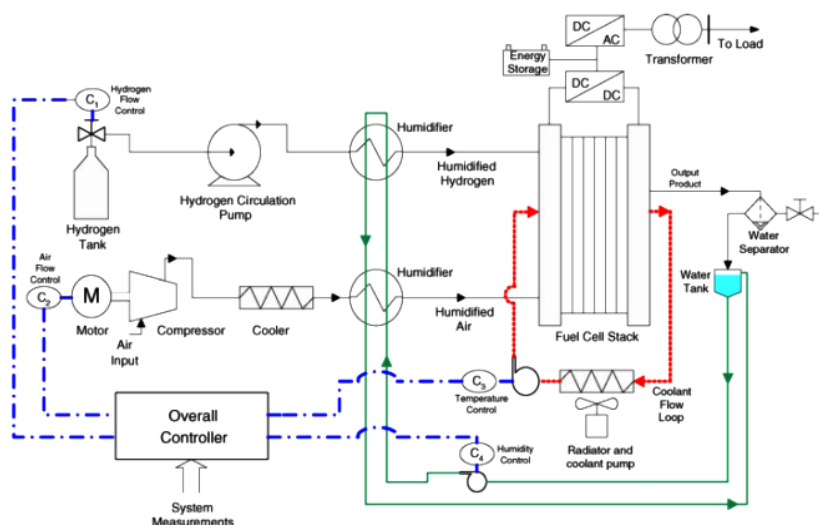 DC
AC
To Load
Transformer
Energy
Storage
DC
DC
C1
Hydrogen
Flow
Control
Humidifier
Humidified
Hydrogen
Hydrogen Circulation
Pump
Hydrogen
Tank
Output
Product
Water
Separator
Air
Flow
Control
C2
M
Motor
Compressor
Air
Input
Cooler
Humidifier
Humidified
Air
Fuel Cell Stack
Water
Tank
C3
Temperature
Control
Coolant
Flow
Loop
Radiator and
coolant pump
Overall
Controller
C4
Humidity
Control
System
Measurements